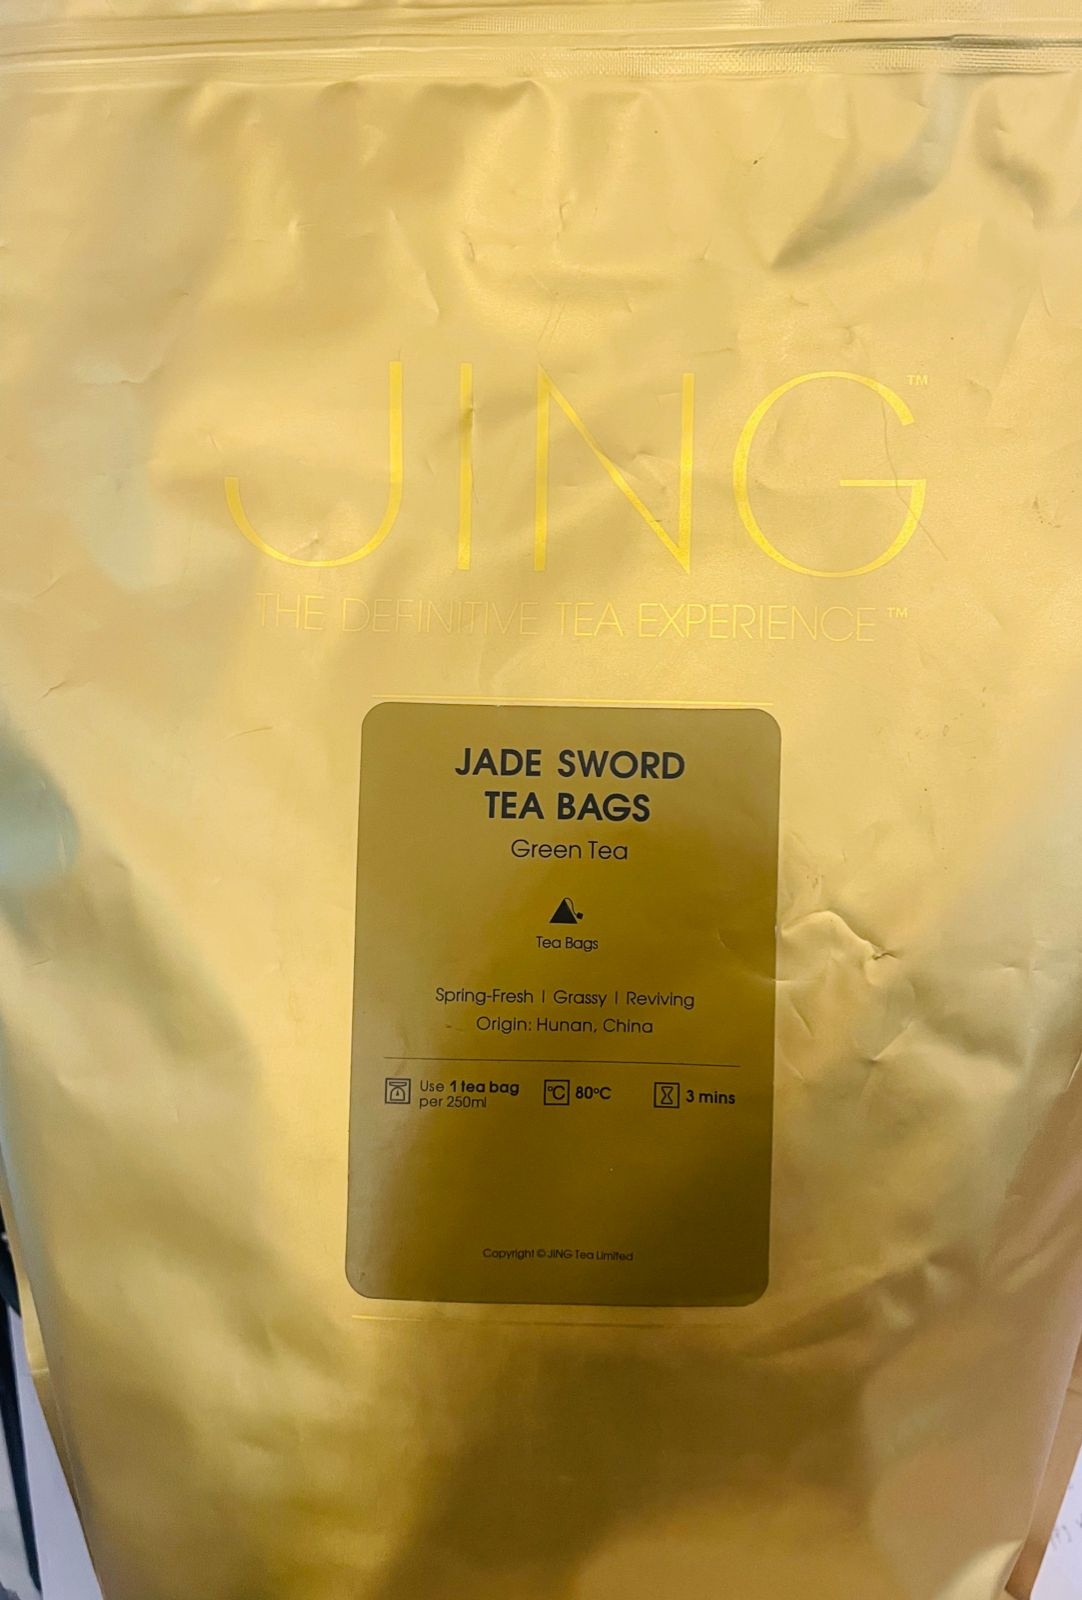 JING™
THE DEFINITIVE TEA EXPERIENCE™
JADE SWORD
TEA BAGS
Green Tea
Tea Bags
Spring-Fresh | Grassy | Reviving
Origin: Hunan, China
Use 1 tea bag
per 250ml
°C 80°C
3 mins
Copyright © JING Tea Limited